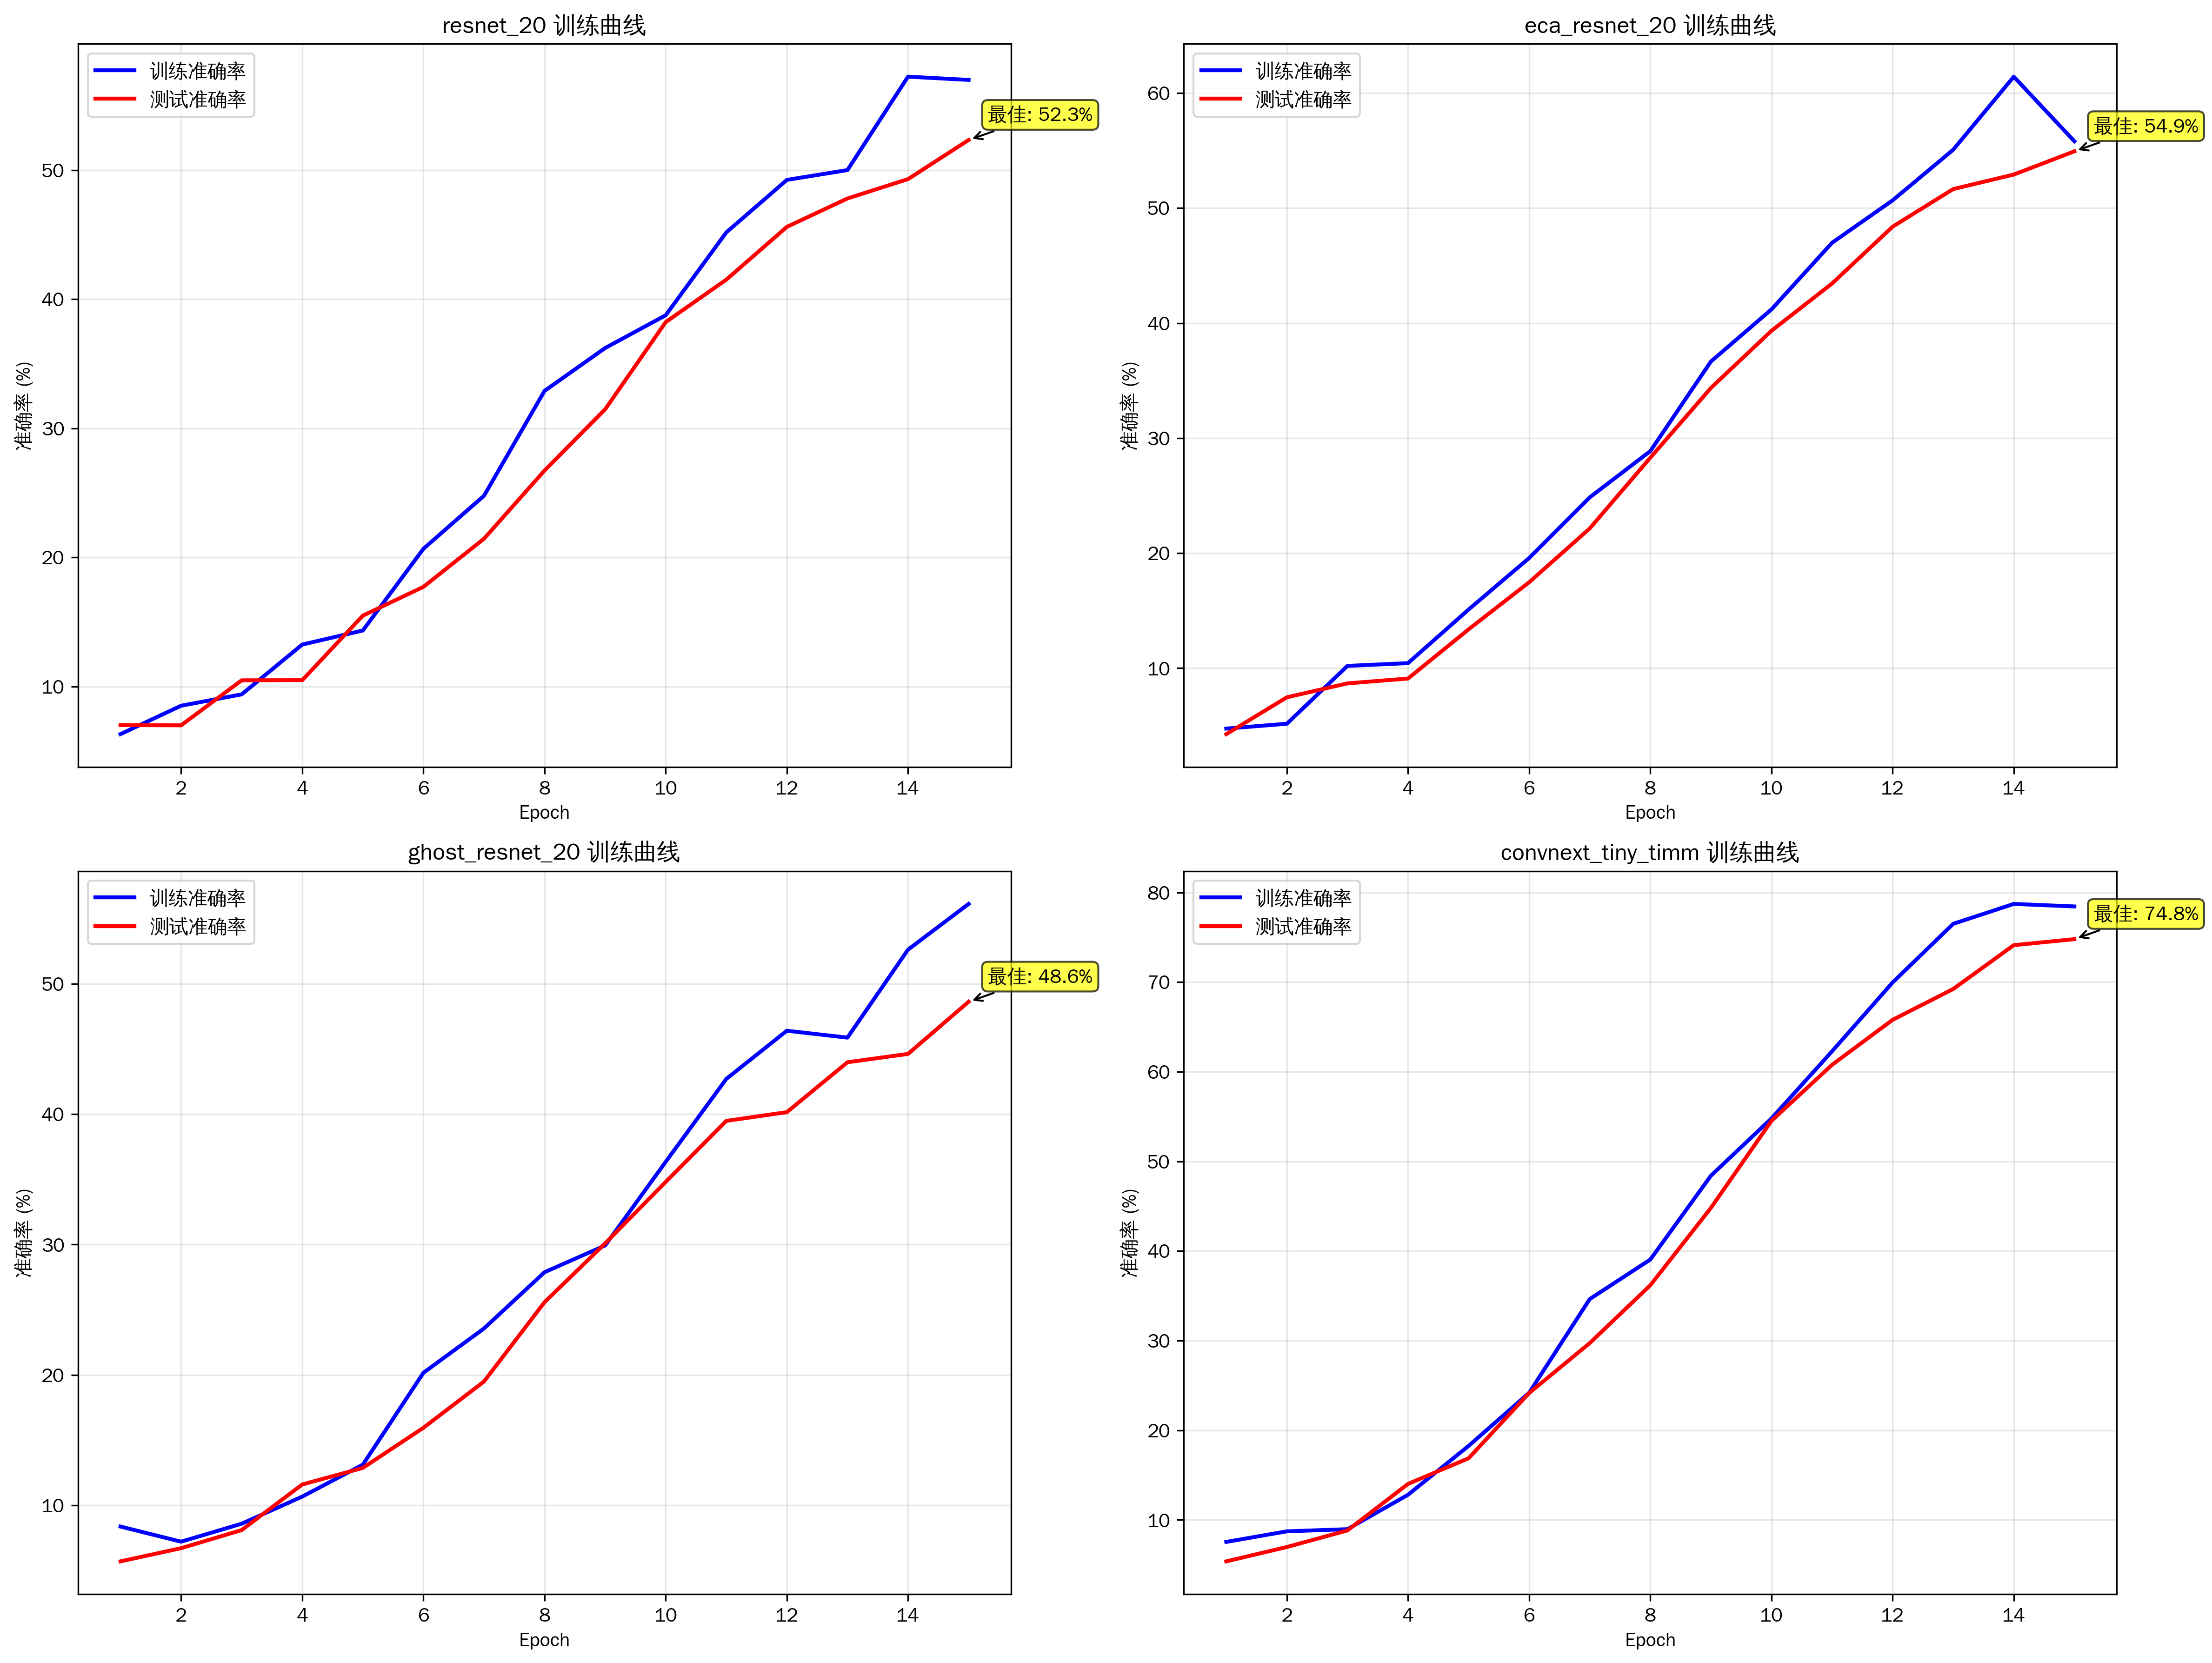 resnet_20 训练曲线
训练准确率
测试准确率
最佳: 52.3%
50
40
30
20
10
准确率 (%)
2 4 6 8 10 12 14
Epoch
eca_resnet_20 训练曲线
训练准确率
测试准确率
最佳: 54.9%
60
50
40
30
20
10
准确率 (%)
2 4 6 8 10 12 14
Epoch
ghost_resnet_20 训练曲线
训练准确率
测试准确率
最佳: 48.6%
50
40
30
20
10
准确率 (%)
2 4 6 8 10 12 14
Epoch
convnext_tiny_timm 训练曲线
训练准确率
测试准确率
最佳: 74.8%
80
70
60
50
40
30
20
10
准确率 (%)
2 4 6 8 10 12 14
Epoch